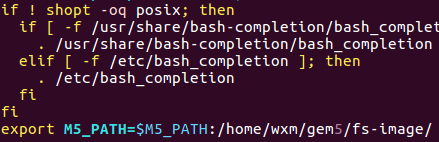 if ! shopt -oq posix; then
  if [ -f /usr/share/bash-completion/bash_complet
    . /usr/share/bash-completion/bash_completion
  elif [ -f /etc/bash_completion ]; then
    . /etc/bash_completion
  fi
fi
export M5_PATH=$M5_PATH:/home/wxm/gem5/fs-image/